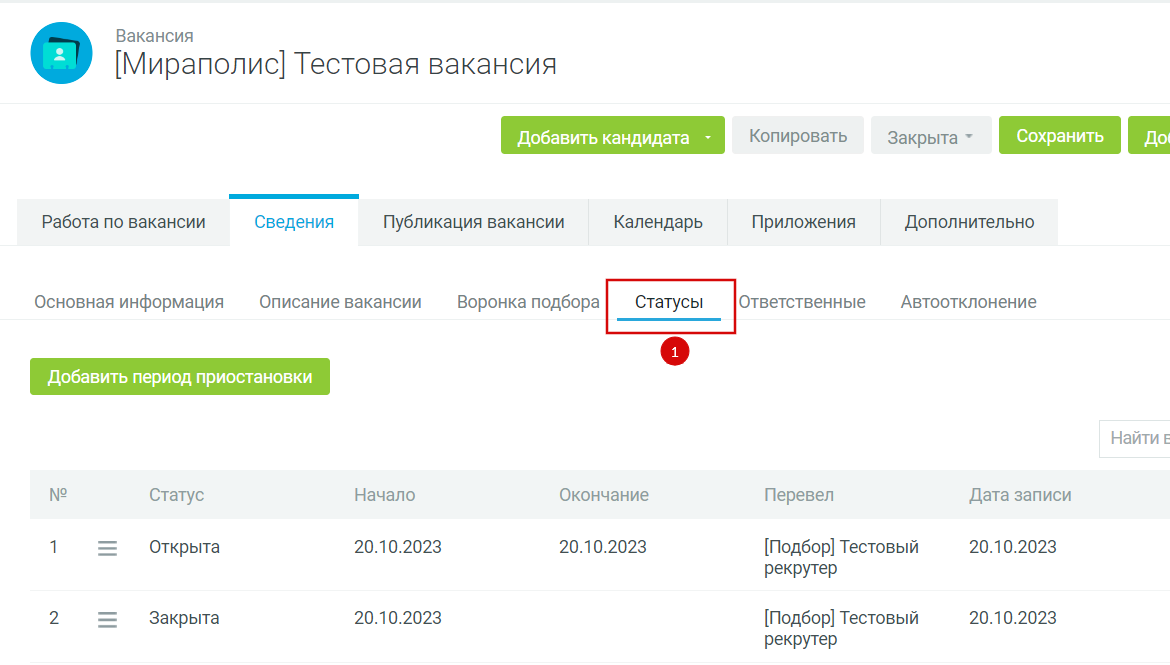 Вакансия
[Мираполис] Тестовая вакансия
Добавить кандидата Копировать Закрыта Сохранить
Работа по вакансии Сведения Публикация вакансии Календарь Приложения Дополнительно
Основная информация Описание вакансии Воронка подбора Статусы Ответственные Автоотклонение
1
Добавить период приостановки
Найти
№ Статус Начало Окончание Перевел Дата записи
1 Открыта 20.10.2023 20.10.2023 [Подбор] Тестовый 20.10.2023
рекрутер
2 Закрыта 20.10.2023 [Подбор] Тестовый 20.10.2023
рекрутер